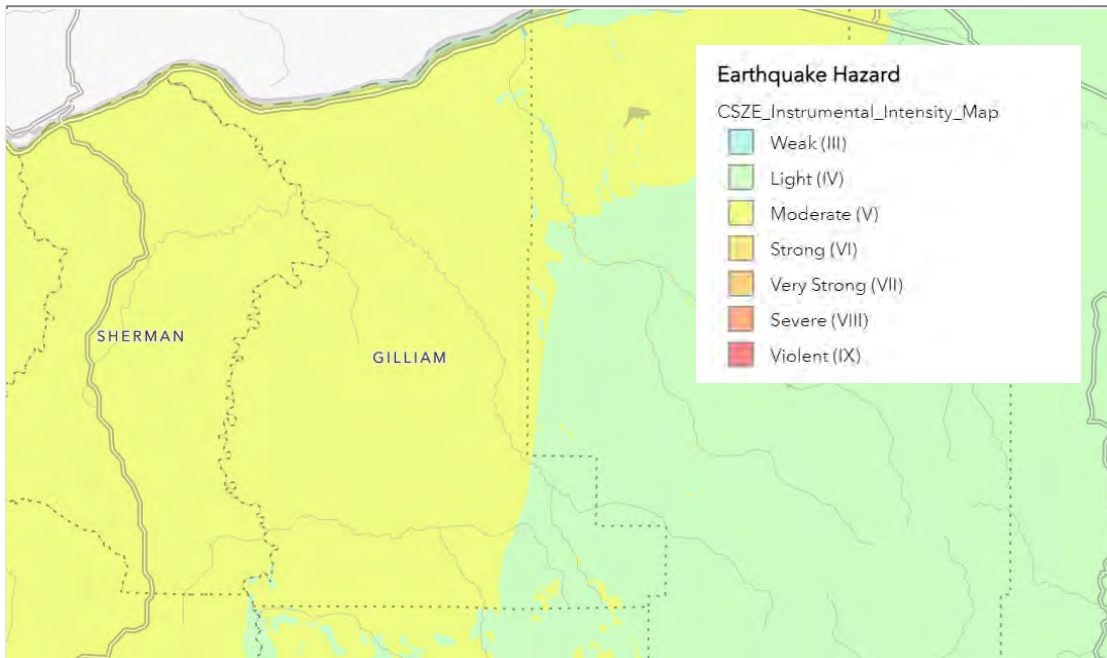 Earthquake Hazard
CSZE_Instrumental_Intensity_Map
Weak (III)
Light (IV)
Moderate (V)
Strong (VI)
Very Strong (VII)
Severe (VIII)
Violent (IX)
SHERMAN
GILLIAM